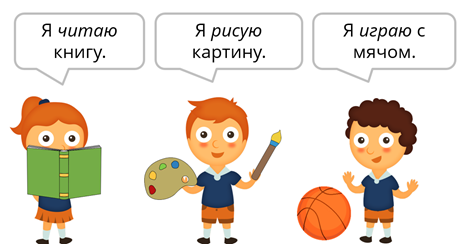 Я читаю
книгу.
Я рисую
картину.
Я играю с
мячом.